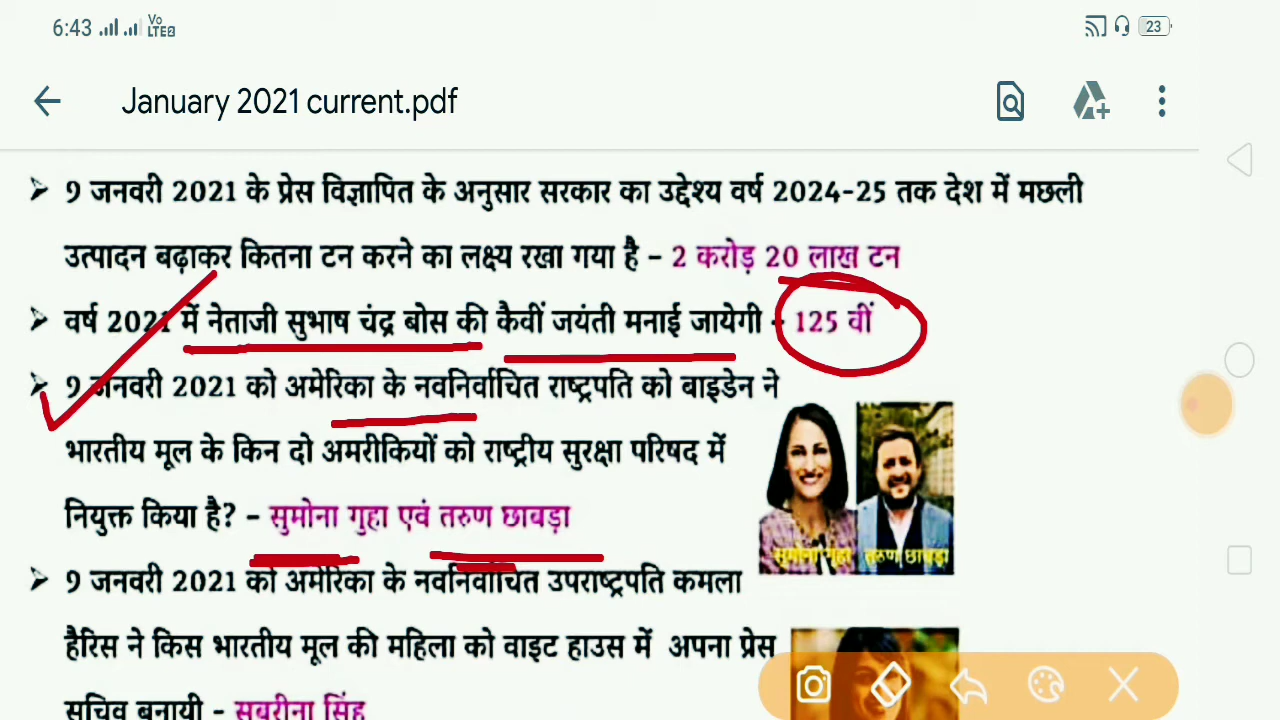 6:43 Vo LTE2 23
January 2021 current.pdf
9 जनवरी 2021 के प्रेस विज्ञापित के अनुसार सरकार का उद्देश्य वर्ष 2024-25 तक देश में मछली
उत्पादन बढ़ाकर कितना टन करने का लक्ष्य रखा गया है – 2 करोड़ 20 लाख टन
वर्ष 2021 में नेताजी सुभाष चंद्र बोस की कैवीं जयंती मनाई जायेगी - 125 वीं
9 जनवरी 2021 को अमेरिका के नवनिर्वाचित राष्ट्रपति को बाइडेन ने
भारतीय मूल के किन दो अमरीकियों को राष्ट्रीय सुरक्षा परिषद में
नियुक्त किया है? – सुमोना गुहा एवं तरुण छाबड़ा
सुमोना गुहा तरुण छाबड़ा
9 जनवरी 2021 को अमेरिका के नवनिर्वाचित उपराष्ट्रपति कमला
हैरिस ने किस भारतीय मूल की महिला को वाइट हाउस में अपना प्रेस
सचिव बनायी - सबरीना सिंह